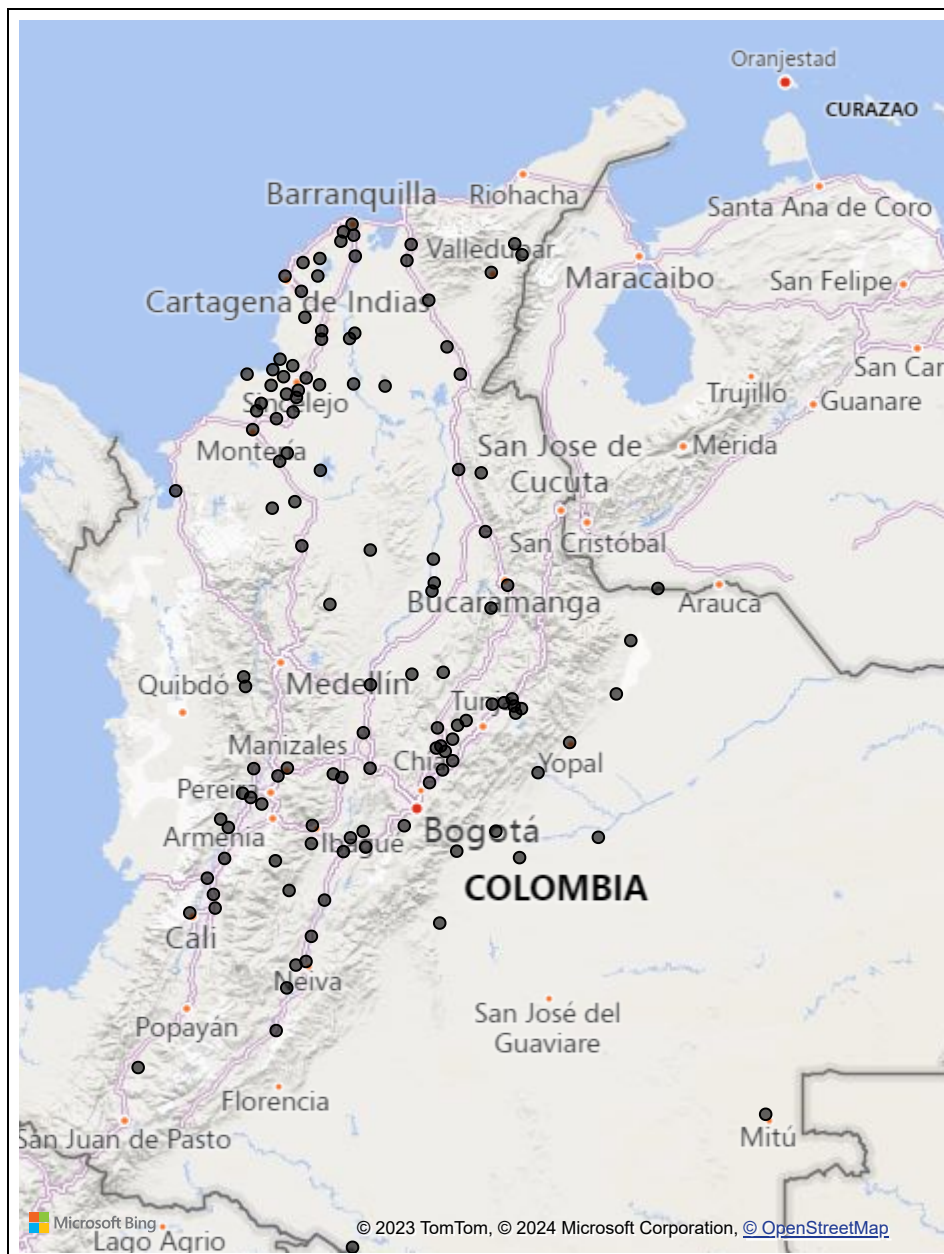 Oranjestad
CURAZAO
Barranquilla
Riohacha
Santa Ana de Coro
Valledupar
Maracaibo
San Felipe
Cartagena de Indias
San Car
Trujillo
Guanare
Sincelejo
Montería
San Jose de
Cucuta
Mérida
San Cristóbal
Bucaramanga
Arauca
Quibdó
Medellín
Tunja
Manizales
Chía
Yopal
Pereira
Armenia
Ibagué
Bogotá
COLOMBIA
Cali
Neiva
Popayán
San José del
Guaviare
Florencia
San Juan de Pasto
Mitú
Microsoft Bing
Lago Agrio
© 2023 TomTom, © 2024 Microsoft Corporation, © OpenStreetMap